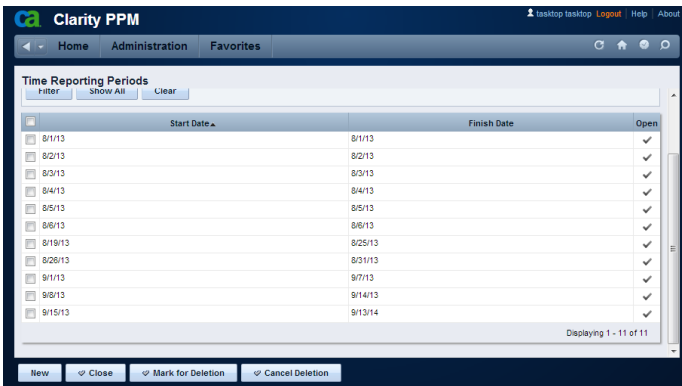 ca Clarity PPM
tasktop tasktop Logout Help About
Home Administration Favorites
Time Reporting Periods
Filter Show All Clear
Start Date Finish Date Open
8/1/13 8/1/13
8/2/13 8/2/13
8/3/13 8/3/13
8/4/13 8/4/13
8/5/13 8/5/13
8/6/13 8/6/13
8/19/13 8/25/13
8/26/13 8/31/13
9/1/13 9/7/13
9/8/13 9/14/13
9/15/13 9/13/14
Displaying 1 - 11 of 11
New Close Mark for Deletion Cancel Deletion